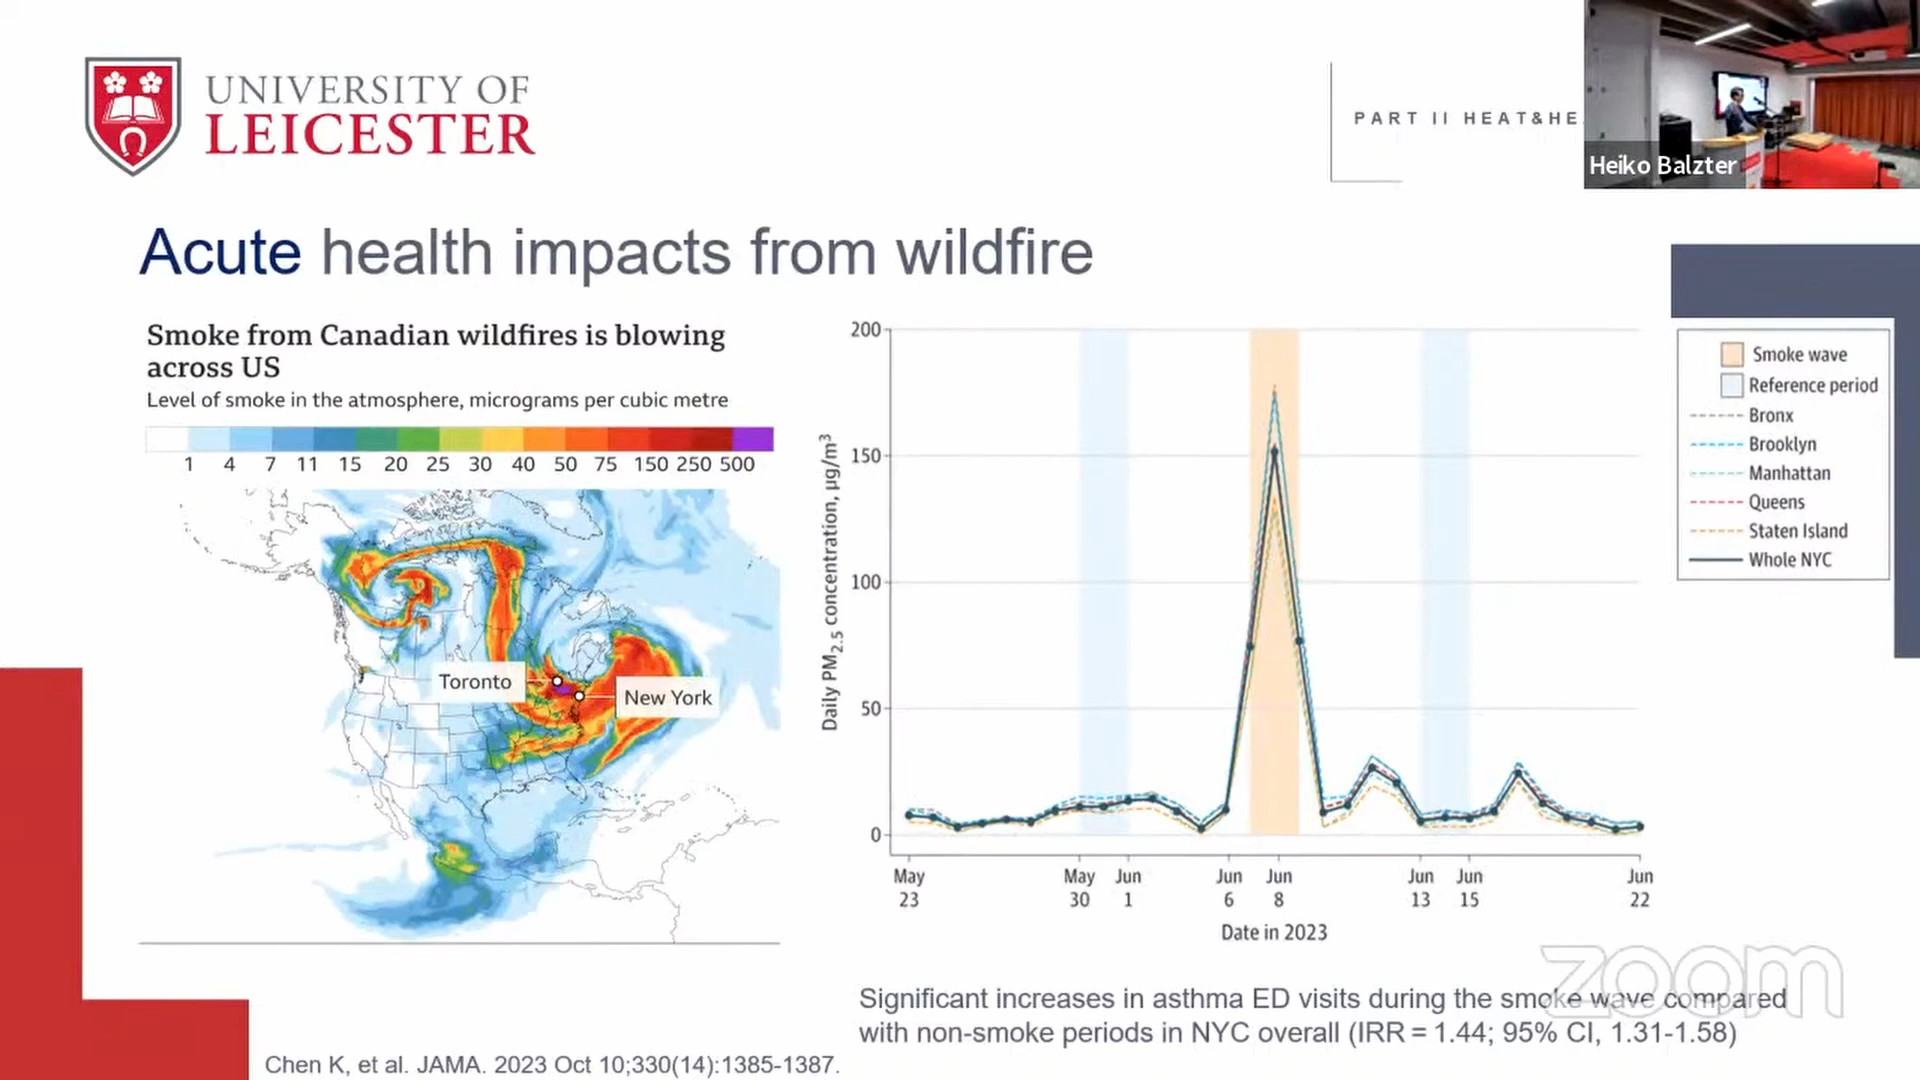 UNIVERSITY OF
LEICESTER
PART II HEAT&HE
Heiko Balzter
Acute health impacts from wildfire
Smoke from Canadian wildfires is blowing
across US
Level of smoke in the atmosphere, micrograms per cubic metre
1 4 7 11 15 20 25 30 40 50 75 150 250 500
Toronto
New York
Daily PM2.5 concentration, µg/m³
200
150
100
50
0
May May Jun Jun Jun Jun Jun Jun
23 30 1 6 8 13 15 22
Date in 2023
Smoke wave
Reference period
Bronx
Brooklyn
Manhattan
Queens
Staten Island
Whole NYC
zoom
Significant increases in asthma ED visits during the smoke wave compared
with non-smoke periods in NYC overall (IRR = 1.44; 95% CI, 1.31-1.58)
Chen K, et al. JAMA. 2023 Oct 10;330(14):1385-1387.